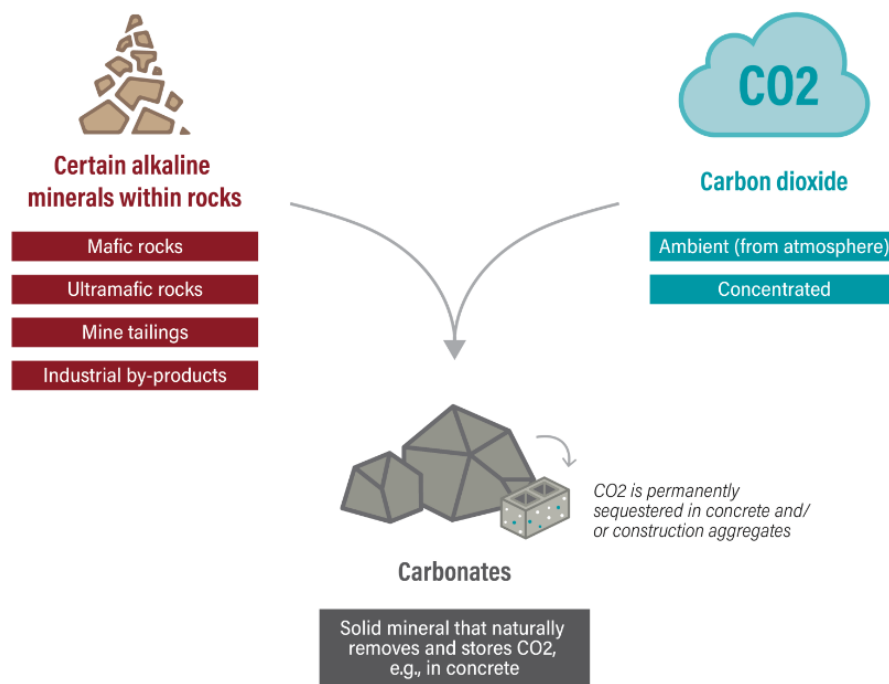 CO2
Certain alkaline
minerals within rocks
Mafic rocks
Ultramafic rocks
Mine tailings
Industrial by-products
Carbon dioxide
Ambient (from atmosphere)
Concentrated
CO2 is permanently
sequestered in concrete and/
or construction aggregates
Carbonates
Solid mineral that naturally
removes and stores CO2,
e.g., in concrete